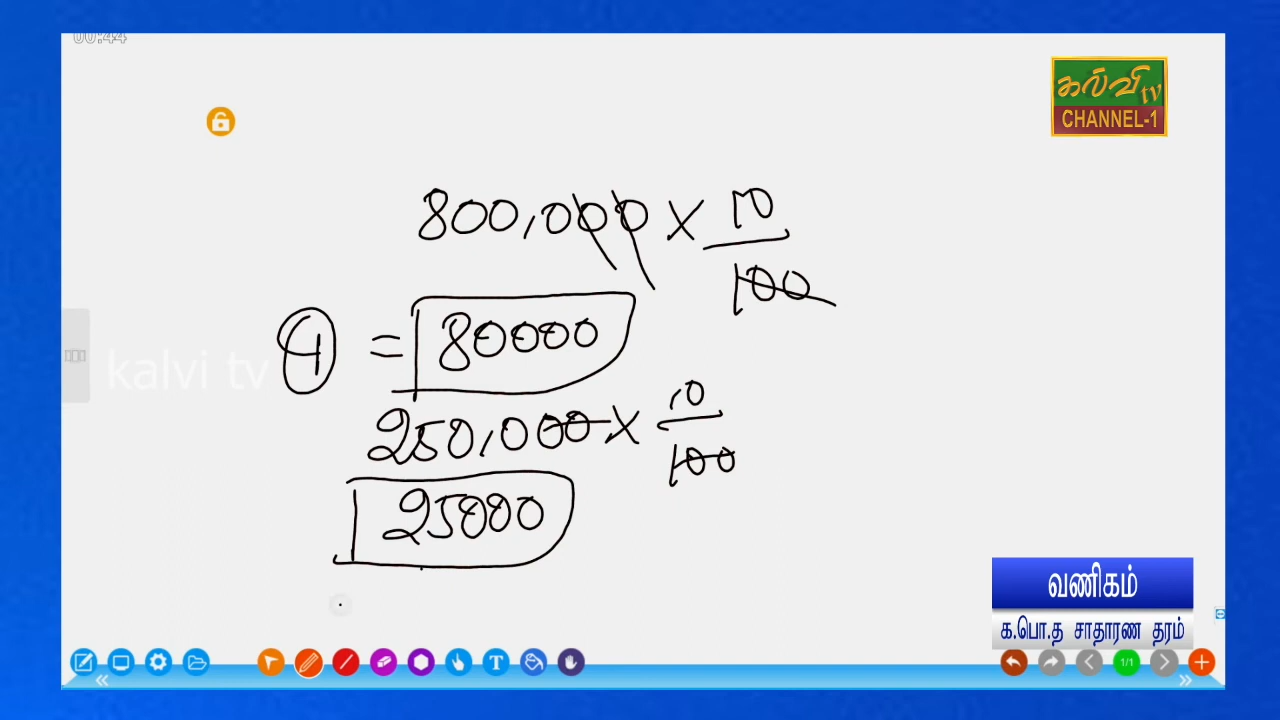 00:44
கல்வி tv
CHANNEL-1
800,000 × 10/100
4 = 80000
kalvi tv
250,000 × 10/100
25000
வணிகம்
க.பொ.த சாதாரண தரம்
T
1/1